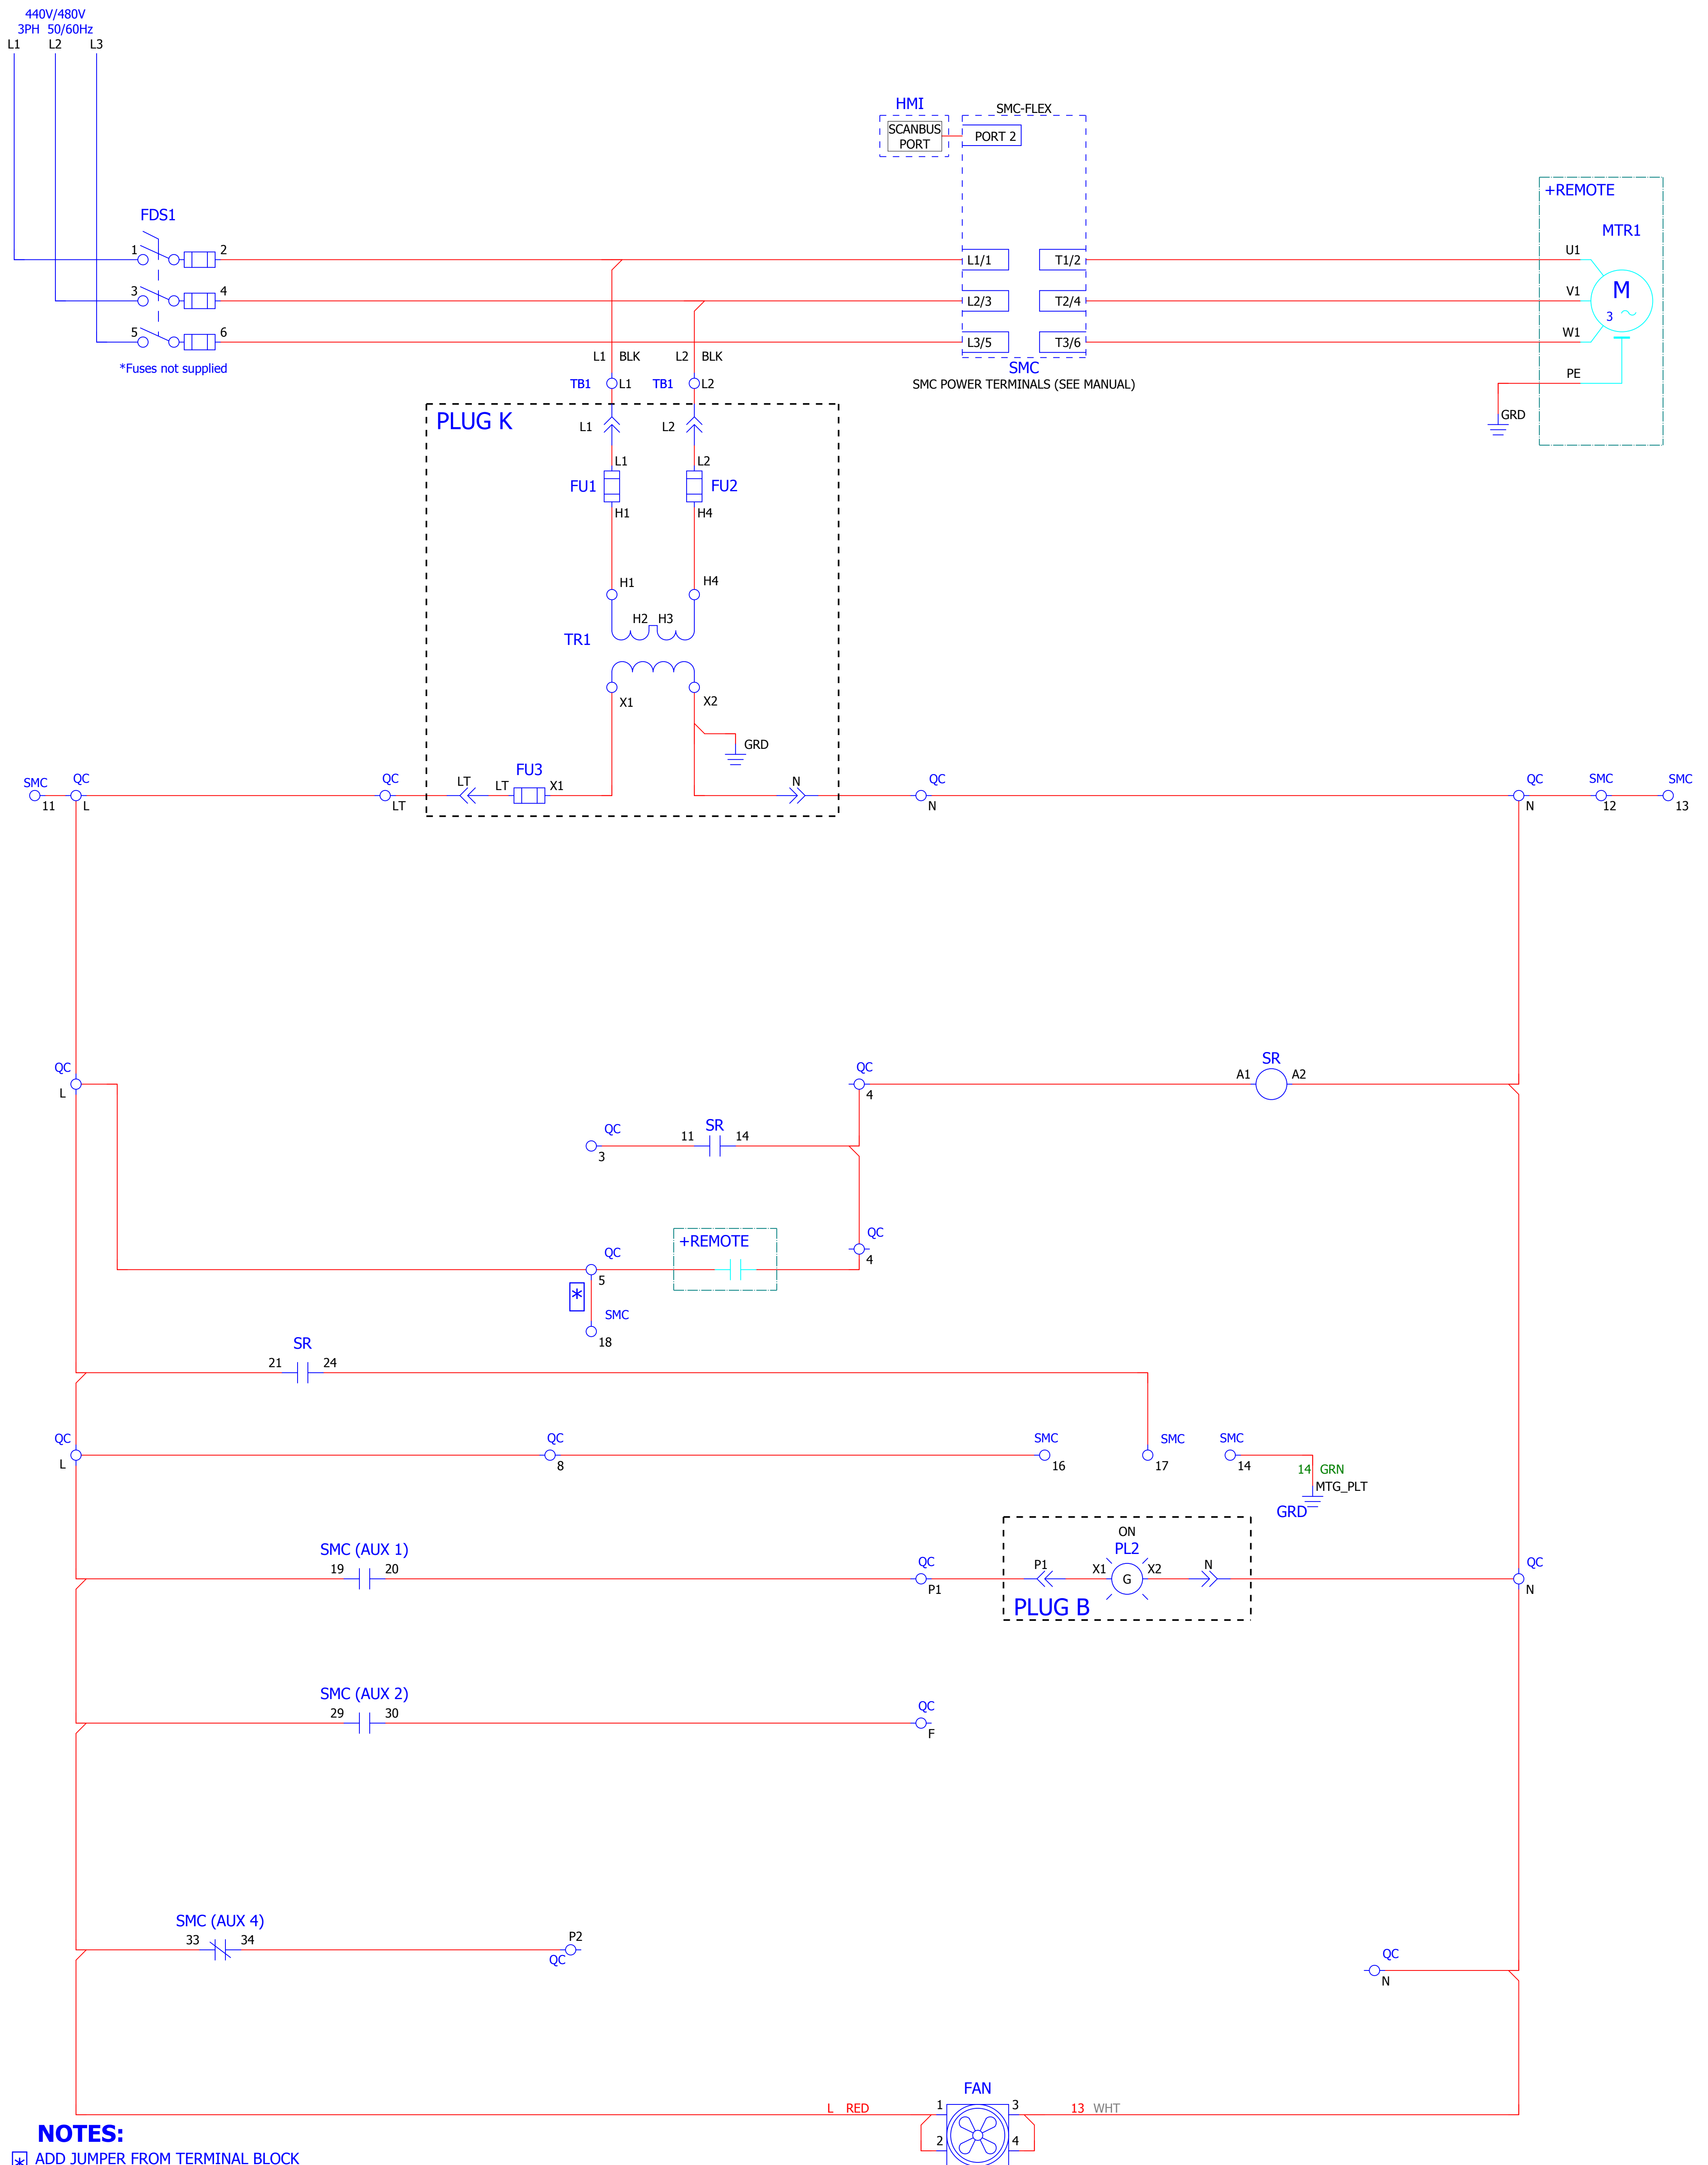 440V/480V
3PH 50/60Hz
L1 L2 L3
HMI
SMC-FLEX
SCANBUS
PORT
PORT 2
+REMOTE
MTR1
FDS1
1 2
L1/1 T1/2
U1
3 4
L2/3 T2/4
V1
M
3
5 6
L3/5 T3/6
W1
*Fuses not supplied
L1 BLK L2 BLK
SMC
SMC POWER TERMINALS (SEE MANUAL)
PE
GRD
TB1 L1 TB1 L2
PLUG K
L1 L2
L1 L2
FU1 FU2
H1 H4
H1 H4
H2 H3
TR1
X1 X2
GRD
SMC QC QC
LT LT FU3 X1
N
QC QC SMC SMC
11 L LT N N 12 13
QC
L
QC
4
SR
A1 A2
QC
3
SR
11 14
QC
4
+REMOTE
QC
5
*
SMC
18
SR
21 24
QC
L
QC
8
SMC
16
SMC
17
SMC
14
14 GRN
MTG_PLT
GRD
SMC (AUX 1)
19 20
QC
P1
ON
PL2
P1 X1 G X2 N
PLUG B
QC
N
SMC (AUX 2)
29 30
QC
F
SMC (AUX 4)
33 34
P2
QC
QC
N
FAN
L RED 1 3 13 WHT
2 4
NOTES:
* ADD JUMPER FROM TERMINAL BLOCK